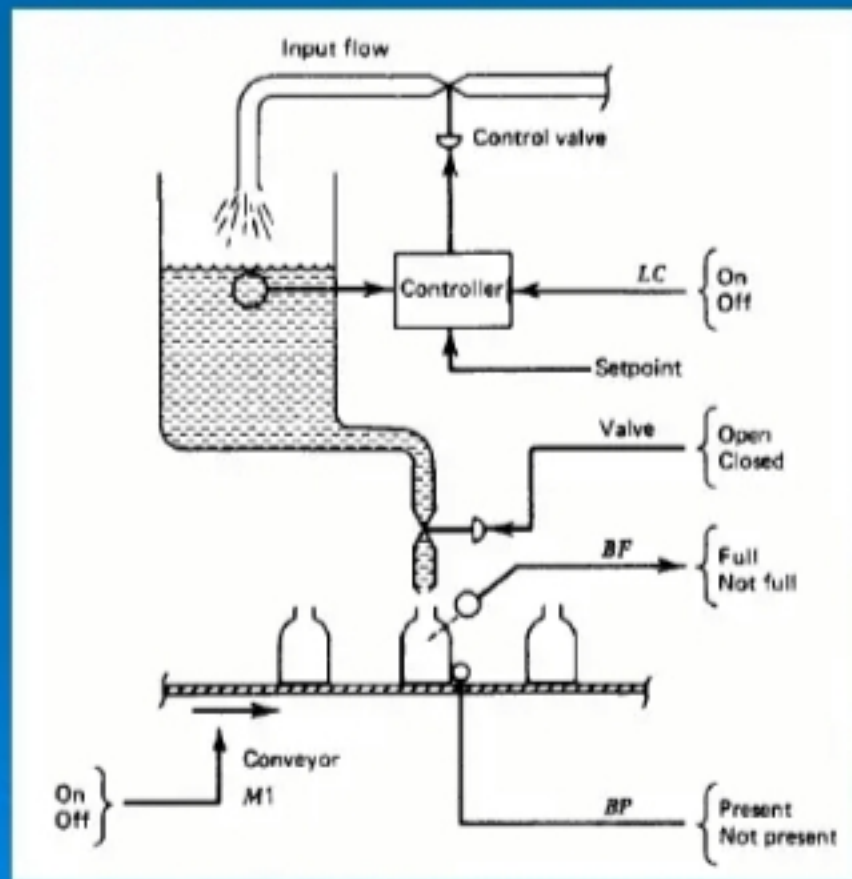 Input flow
Control valve
Controller
LC
On
Off
Setpoint
Valve
Open
Closed
BF
Full
Not full
Conveyor
M1
On
Off
BP
Present
Not present